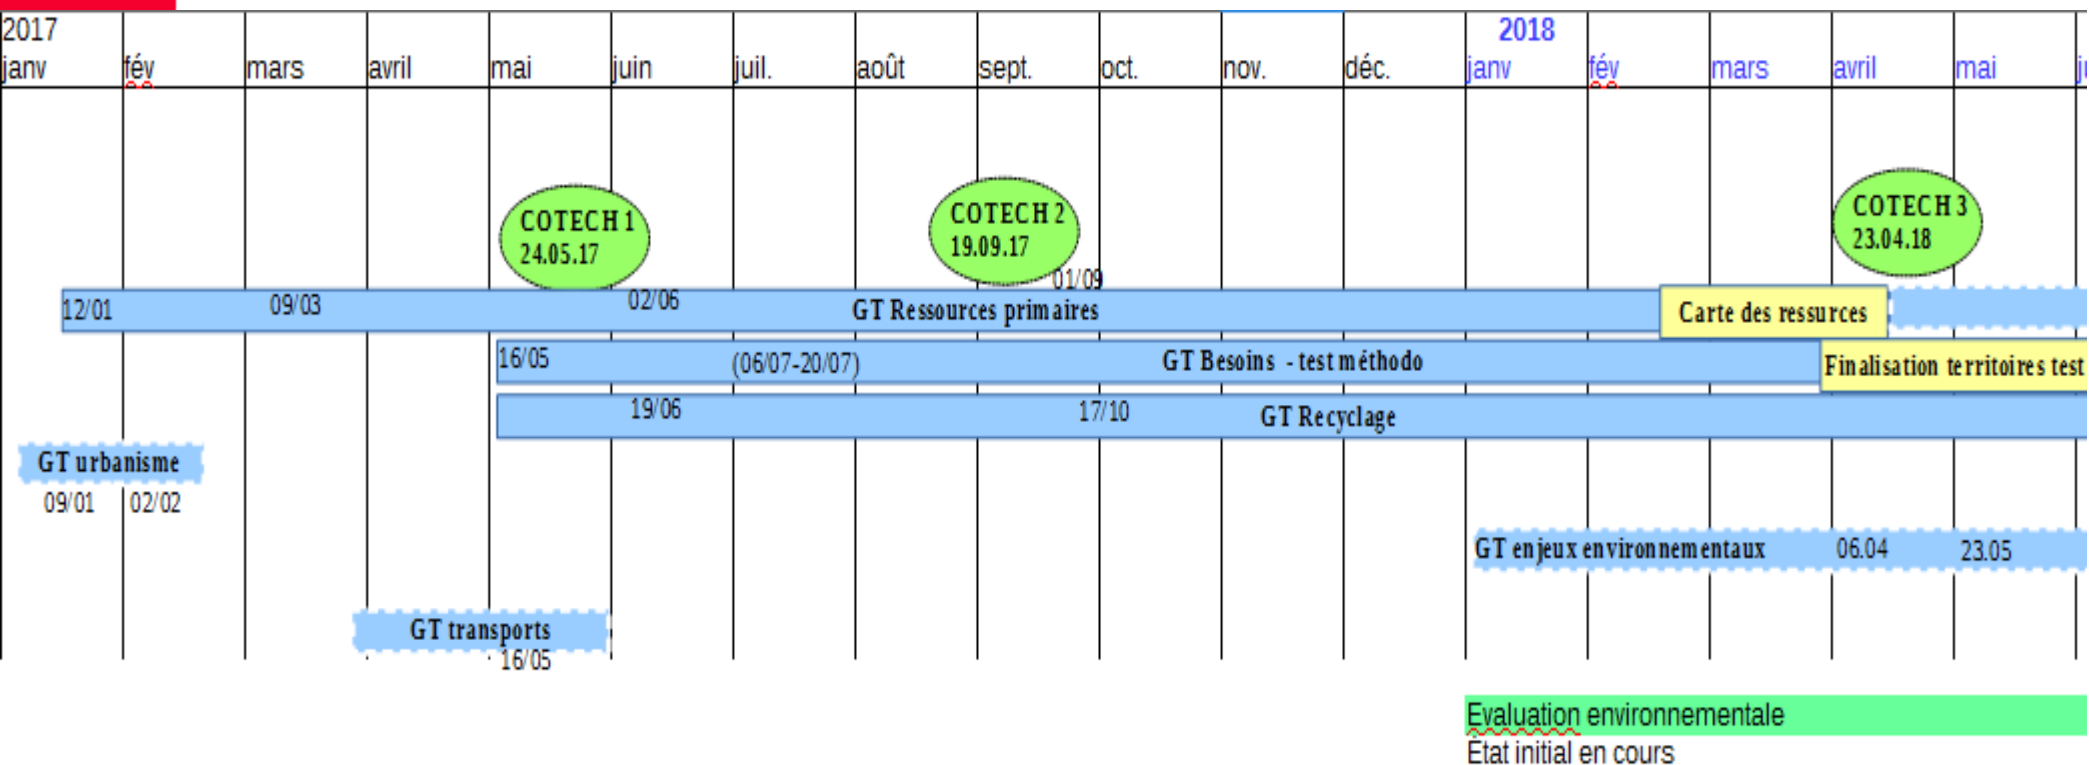 2017
2018
janv fév mars avril mai juin juil. août sept. oct. nov. déc. janv fév mars avril mai
COTECH 1
24.05.17
COTECH 2
19.09.17
COTECH 3
23.04.18
01/09
12/01 09/03 02/06 GT Ressources primaires Carte des ressurces
16/05 (06/07-20/07) GT Besoins - test méthodo Finalisation territoires test
19/06 17/10 GT Recyclage
GT urbanisme
09/01 02/02
GT enjeux environnementaux 06.04 23.05
GT transports
16/05
Evaluation environnementale
Etat initial en cours